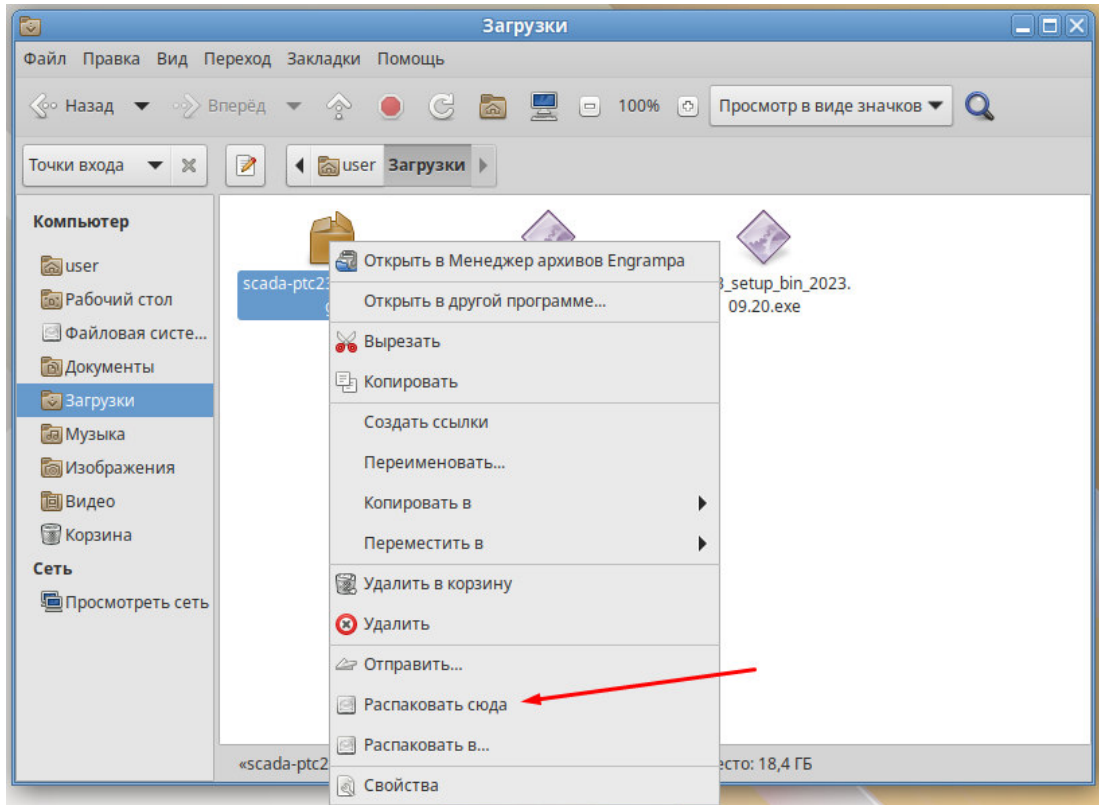 Загрузки
Файл Правка Вид Переход Закладки Помощь
Назад Вперёд 100% Просмотр в виде значков
Точки входа user Загрузки
Компьютер
user
Рабочий стол
Файловая систе...
Документы
Загрузки
Музыка
Изображения
Видео
Корзина
Сеть
Просмотреть сеть
scada-ptc23
_setup_bin_2023.
09.20.exe
Открыть в Менеджер архивов Engrampa
Открыть в другой программе...
Вырезать
Копировать
Создать ссылки
Переименовать...
Копировать в
Переместить в
Удалить в корзину
Удалить
Отправить...
Распаковать сюда
Распаковать в...
Свойства
«scada-ptc2 есто: 18,4 ГБ